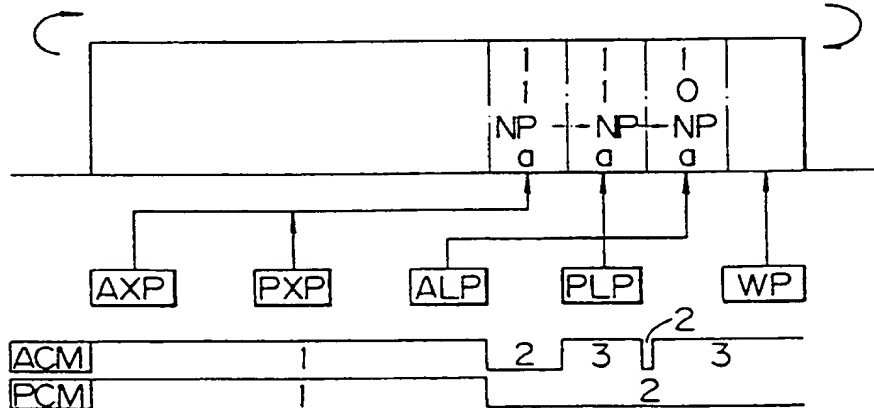 1 1 1
1 1 0
NP NP NP
a a a
AXP PXP ALP PLP WP
2
ACM 1 2 3 3
PCM 1 2